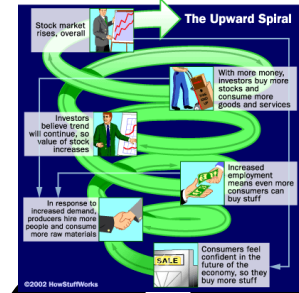 The Upward Spiral
Stock market
rises, overall
With more money,
investors buy more
stocks and
consume more
goods and services
Investors
believe trend
will continue, so
value of stock
increases
Increased
employment
means even more
consumers can
buy stuff
In response to
increased demand,
producers hire more
people and consume
more raw materials
SALE
Consumers feel
confident in the
future of the
economy, so they
buy more stuff
©2002 HowStuffWorks